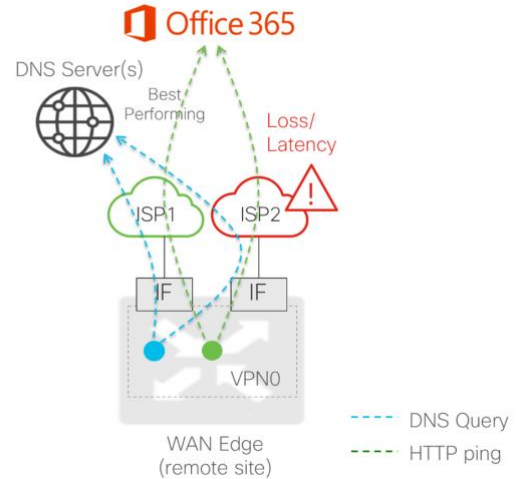 Office 365
DNS Server(s)
Best
Performing
Loss/
Latency
!
ISP1
ISP2
IF
IF
VPN0
WAN Edge
(remote site)
DNS Query
HTTP ping